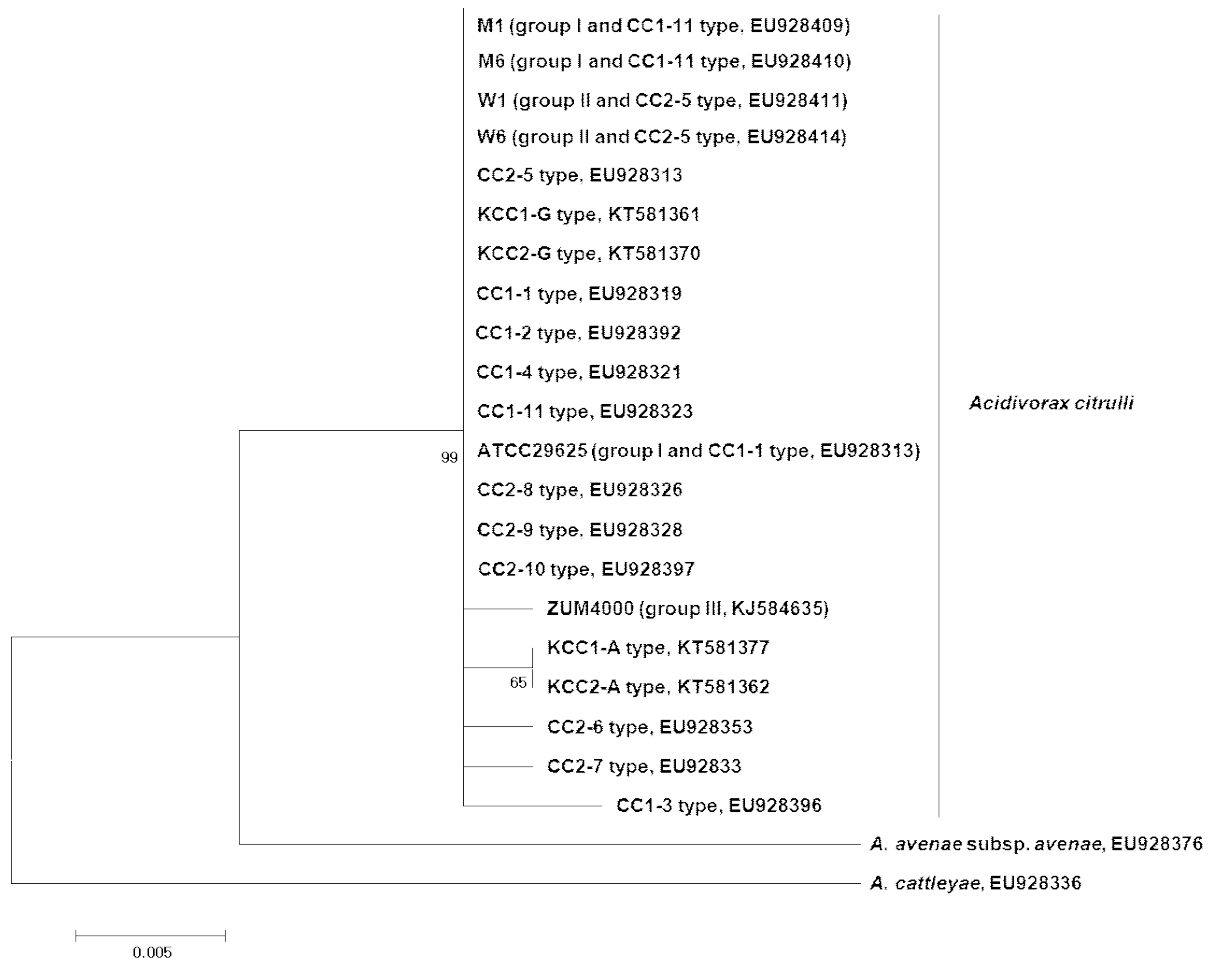 M1 (group I and CC1-11 type, EU928409)
M6 (group I and CC1-11 type, EU928410)
W1 (group II and CC2-5 type, EU928411)
W6 (group II and CC2-5 type, EU928414)
CC2-5 type, EU928313
KCC1-G type, KT581361
KCC2-G type, KT581370
CC1-1 type, EU928319
CC1-2 type, EU928392
CC1-4 type, EU928321
CC1-11 type, EU928323
Acidivorax citrulli
99
ATCC29625 (group I and CC1-1 type, EU928313)
CC2-8 type, EU928326
CC2-9 type, EU928328
CC2-10 type, EU928397
ZUM4000 (group III, KJ584635)
KCC1-A type, KT581377
65
KCC2-A type, KT581362
CC2-6 type, EU928353
CC2-7 type, EU92833
CC1-3 type, EU928396
A. avenae subsp. avenae, EU928376
A. cattleyae, EU928336
0.005